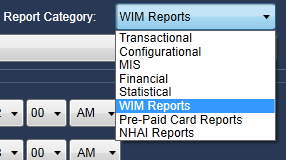 Report Category: WIM Reports
Transactional
Configurational
MIS
Financial
Statistical
WIM Reports
Pre-Paid Card Reports
NHAI Reports
00 AM
00 AM